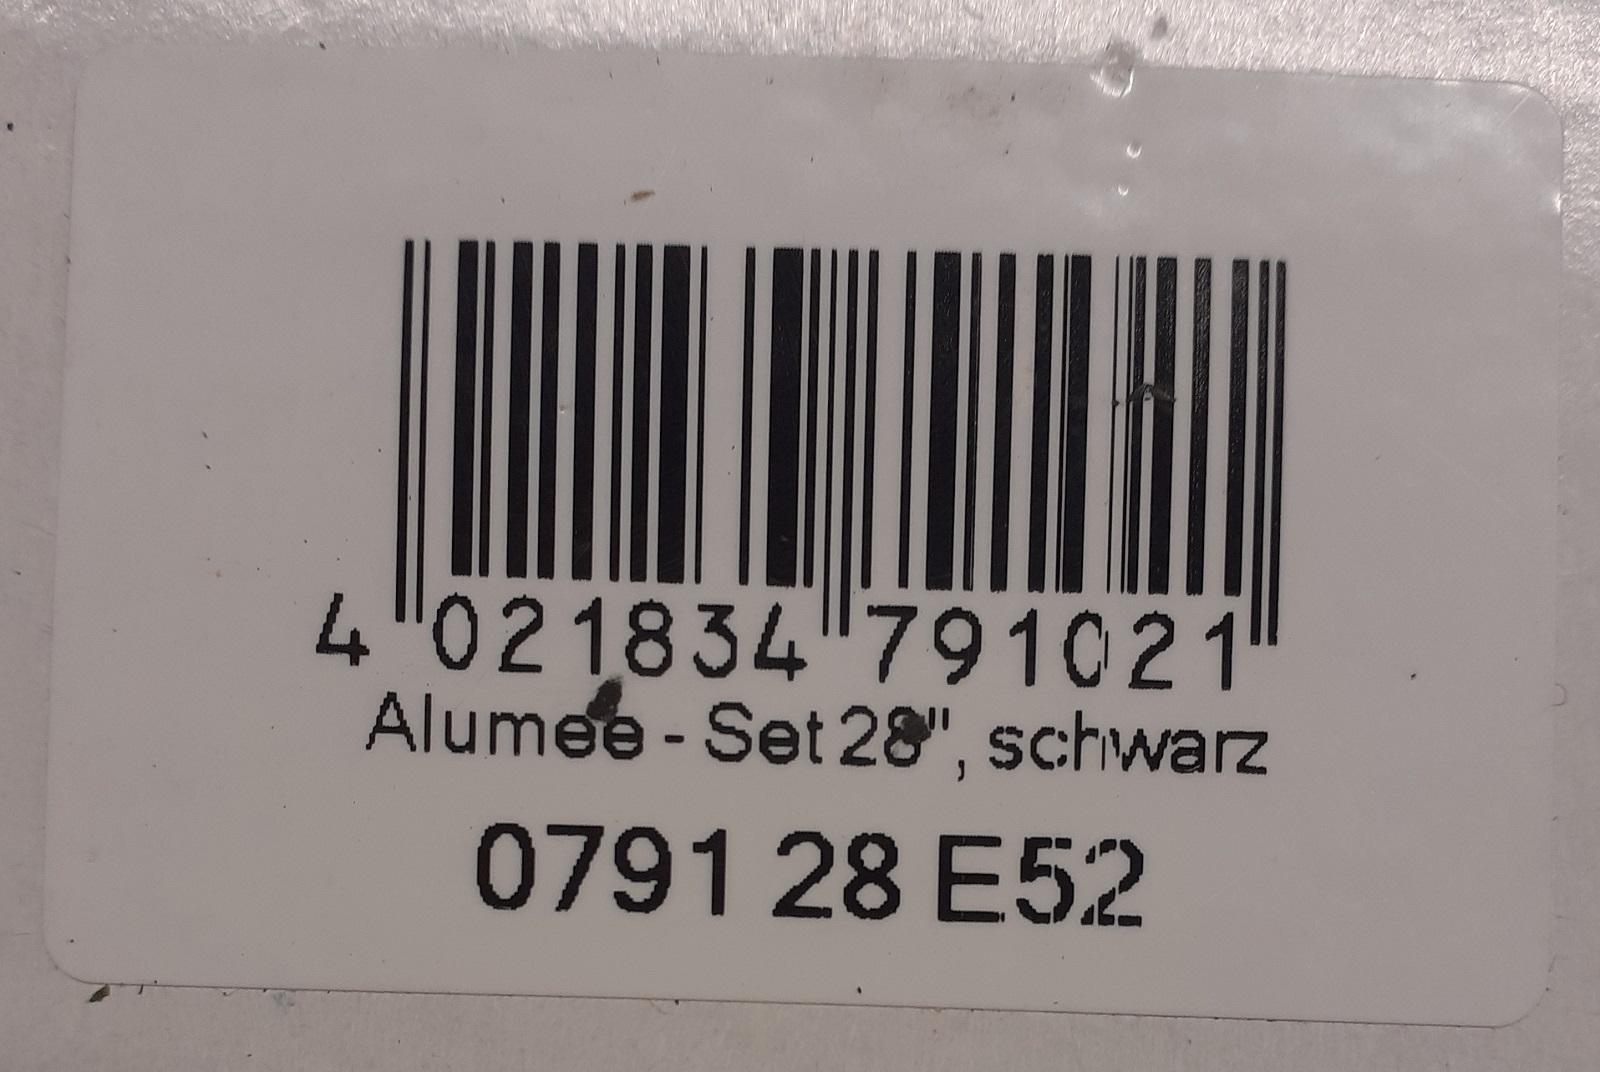 4 021834 791021
Alumee - Set 28", schwarz
0791 28 E52